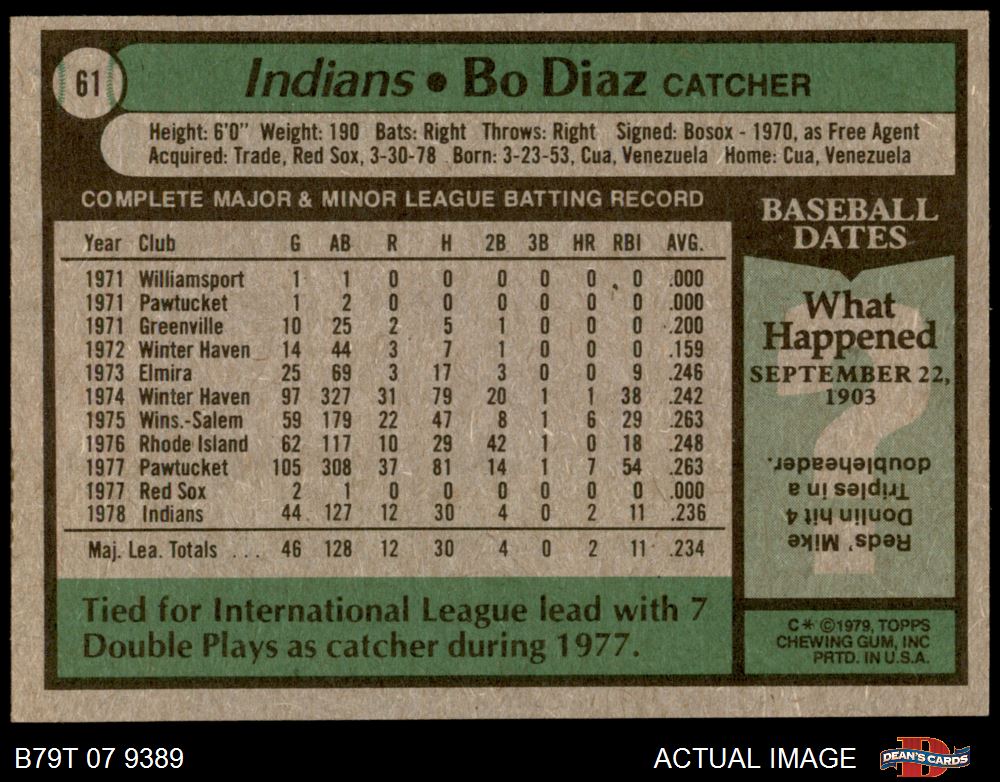 61
Indians • Bo Diaz CATCHER
Height: 6'0" Weight: 190 Bats: Right Throws: Right Signed: Bosox - 1970, as Free Agent
Acquired: Trade, Red Sox, 3-30-78 Born: 3-23-53, Cua, Venezuela Home: Cua, Venezuela
COMPLETE MAJOR & MINOR LEAGUE BATTING RECORD
Year Club G AB R H 2B 3B HR RBI AVG.
1971 Williamsport 1 1 0 0 0 0 0 0 .000
1971 Pawtucket 1 2 0 0 0 0 0 0 .000
1971 Greenville 10 25 2 5 1 0 0 0 .200
1972 Winter Haven 14 44 3 7 1 0 0 0 .159
1973 Elmira 25 69 3 17 3 0 0 9 .246
1974 Winter Haven 97 327 31 79 20 1 1 38 .242
1975 Wins.-Salem 59 179 22 47 8 1 6 29 .263
1976 Rhode Island 62 117 10 29 42 1 0 18 .248
1977 Pawtucket 105 308 37 81 14 1 7 54 .263
1977 Red Sox 2 1 0 0 0 0 0 0 .000
1978 Indians 44 127 12 30 4 0 2 11 .236
Maj. Lea. Totals ... 46 128 12 30 4 0 2 11 .234
Tied for International League lead with 7
Double Plays as catcher during 1977.
BASEBALL
DATES
What
Happened
SEPTEMBER 22,
1903
Reds' Mike
Donlin hit 4
Triples in a
doubleheader.
C* ©1979, TOPPS
CHEWING GUM, INC
PRTD. IN U.S.A.
B79T 07 9389
ACTUAL IMAGE
DEAN'S CARDS